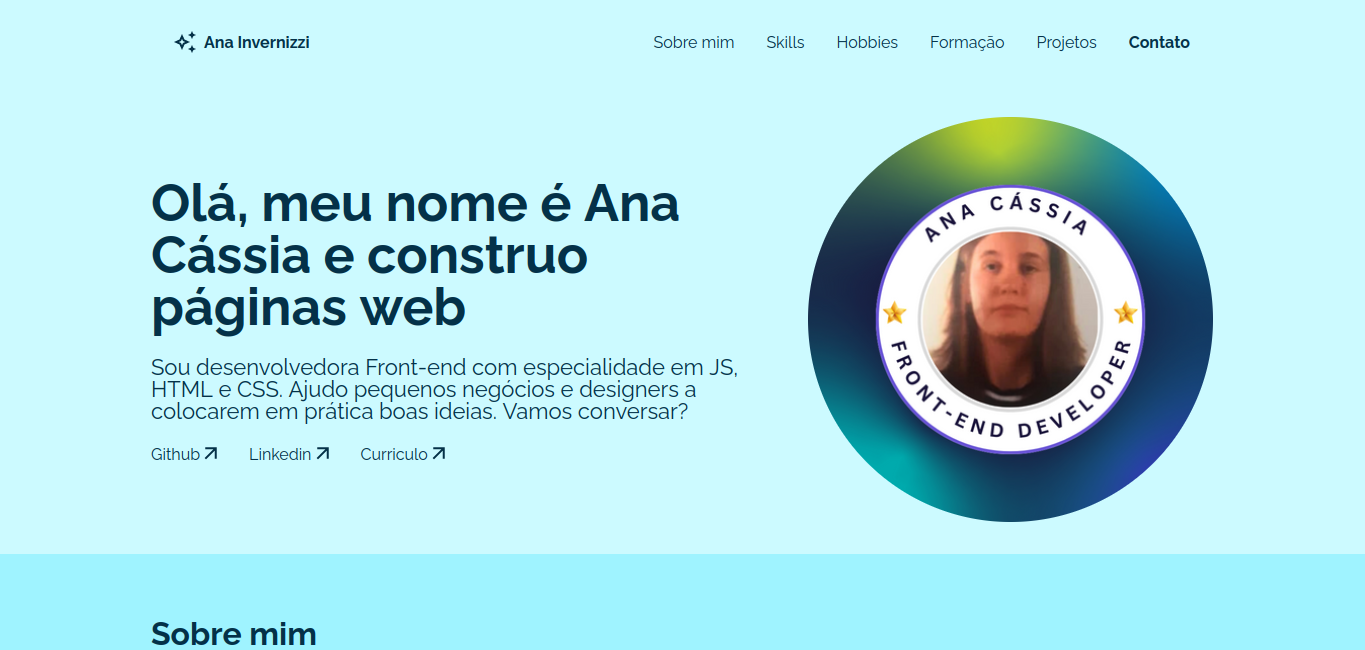 Ana Invernizzi
Sobre mim
Skills
Hobbies
Formação
Projetos
Contato
Olá, meu nome é Ana
Cássia e construo
páginas web
Sou desenvolvedora Front-end com especialidade em JS,
HTML e CSS. Ajudo pequenos negócios e designers a
colocarem em prática boas ideias. Vamos conversar?
Github
Linkedin
Curriculo
ANA CÁSSIA
FRONT-END DEVELOPER
Sobre mim